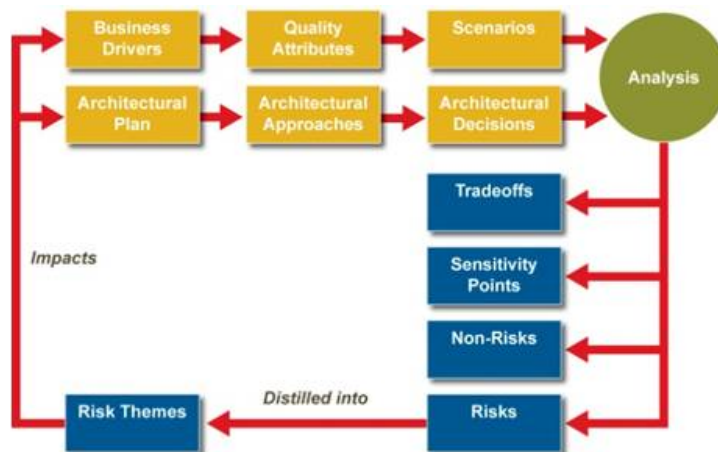 Business
Drivers
Quality
Attributes
Scenarios
Analysis
Architectural
Plan
Architectural
Approaches
Architectural
Decisions
Tradeoffs
Impacts
Sensitivity
Points
Non-Risks
Distilled into
Risk Themes
Risks